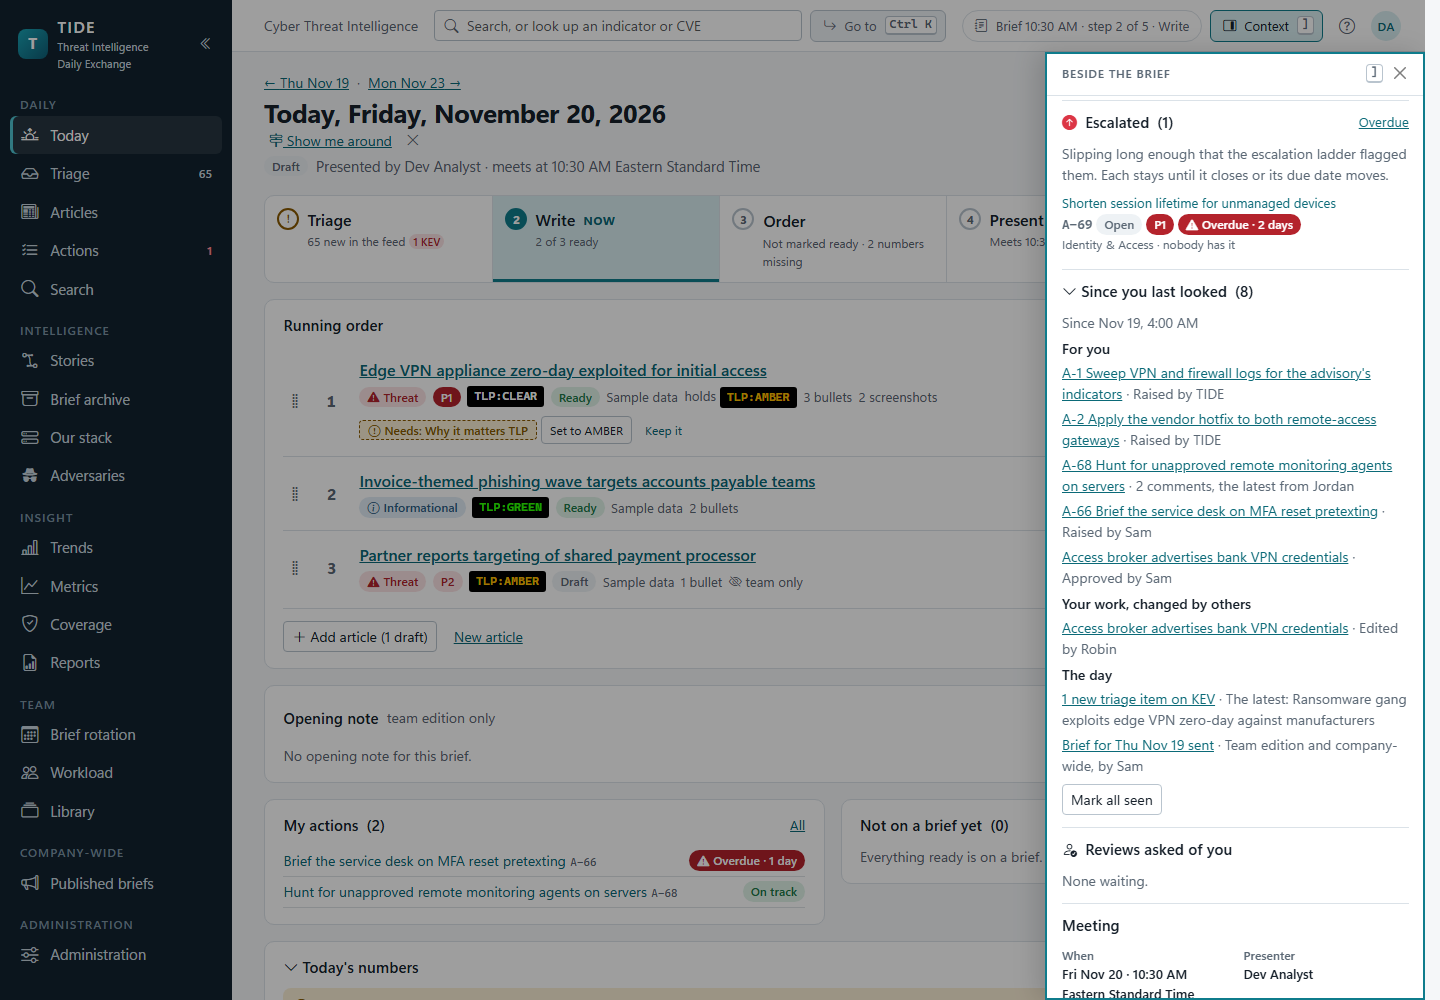 T
TIDE
Threat Intelligence
Daily Exchange
DAILY
Today
Triage 65
Articles
Actions 1
Search
INTELLIGENCE
Stories
Brief archive
Our stack
Adversaries
INSIGHT
Trends
Metrics
Coverage
Reports
TEAM
Brief rotation
Workload
Library
COMPANY-WIDE
Published briefs
ADMINISTRATION
Administration
Cyber Threat Intelligence
Search, or look up an indicator or CVE
Go to Ctrl K
Brief 10:30 AM · step 2 of 5 · Write
Context ]
DA
← Thu Nov 19 · Mon Nov 23 →
Today, Friday, November 20, 2026
Show me around
Draft Presented by Dev Analyst · meets at 10:30 AM Eastern Standard Time
Triage
65 new in the feed 1 KEV
2 Write NOW
2 of 3 ready
3 Order
Not marked ready · 2 numbers
missing
4 Present
Meets 10:3
Running order
1 Edge VPN appliance zero-day exploited for initial access
Threat P1 TLP:CLEAR Ready Sample data holds TLP:AMBER 3 bullets 2 screenshots
Needs: Why it matters TLP Set to AMBER Keep it
2 Invoice-themed phishing wave targets accounts payable teams
Informational TLP:GREEN Ready Sample data 2 bullets
3 Partner reports targeting of shared payment processor
Threat P2 TLP:AMBER Draft Sample data 1 bullet team only
+ Add article (1 draft) New article
Opening note team edition only
No opening note for this brief.
My actions (2) All
Brief the service desk on MFA reset pretexting A-66 Overdue · 1 day
Hunt for unapproved remote monitoring agents on servers A-68 On track
Not on a brief yet (0)
Everything ready is on a brief.
Today's numbers
BESIDE THE BRIEF ]
Escalated (1) Overdue
Slipping long enough that the escalation ladder flagged
them. Each stays until it closes or its due date moves.
Shorten session lifetime for unmanaged devices
A-69 Open P1 Overdue · 2 days
Identity & Access · nobody has it
Since you last looked (8)
Since Nov 19, 4:00 AM
For you
A-1 Sweep VPN and firewall logs for the advisory's
indicators · Raised by TIDE
A-2 Apply the vendor hotfix to both remote-access
gateways · Raised by TIDE
A-68 Hunt for unapproved remote monitoring agents
on servers · 2 comments, the latest from Jordan
A-66 Brief the service desk on MFA reset pretexting ·
Raised by Sam
Access broker advertises bank VPN credentials ·
Approved by Sam
Your work, changed by others
Access broker advertises bank VPN credentials · Edited
by Robin
The day
1 new triage item on KEV · The latest: Ransomware gang
exploits edge VPN zero-day against manufacturers
Brief for Thu Nov 19 sent · Team edition and company-
wide, by Sam
Mark all seen
Reviews asked of you
None waiting.
Meeting
When Presenter
Fri Nov 20 · 10:30 AM Dev Analyst
Eastern Standard Time